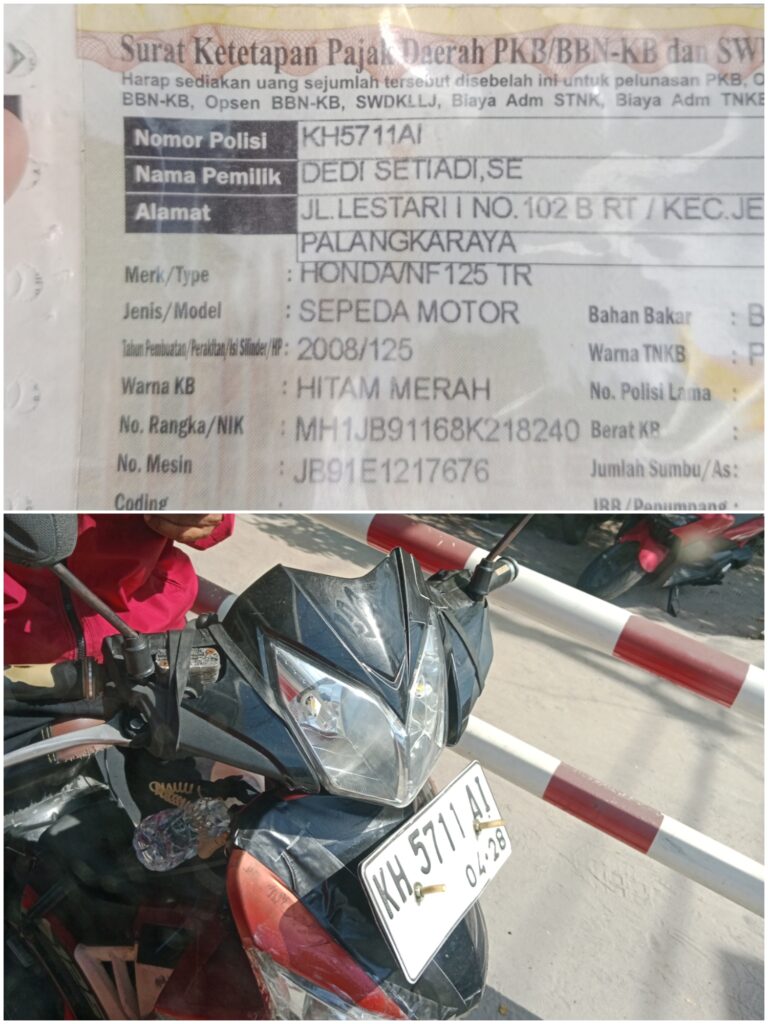 Surat Ketetapan Pajak Daerah PKB/BBN-KB dan
Harap sediakan uang sejumlah tersebut disebelah ini untuk pelunasan PKB,
BBN-KB, Opsen BBN-KB, SWDKLLJ, Biaya Adm STNK, Biaya Adm TNKB
Nomor Polisi KH5711AI
Nama Pemilik DEDI SETIADI,SE
Alamat JL.LESTARI I NO.102 B RT / KEC.JE
PALANGKARAYA
Merk/Type : HONDA/NF125 TR
Jenis/Model : SEPEDA MOTOR Bahan Bakar : B
Tahun Pembuatan/Perakitan/Isi Silinder/HP : 2008/125 Warna TNKB : P
Warna KB : HITAM MERAH No. Polisi Lama :
No. Rangka/NIK : MH1JB91168K218240 Berat KB :
No. Mesin : JB91E1217676 Jumlah Sumbu/As :
Coding
KH 5711 AI
04·28